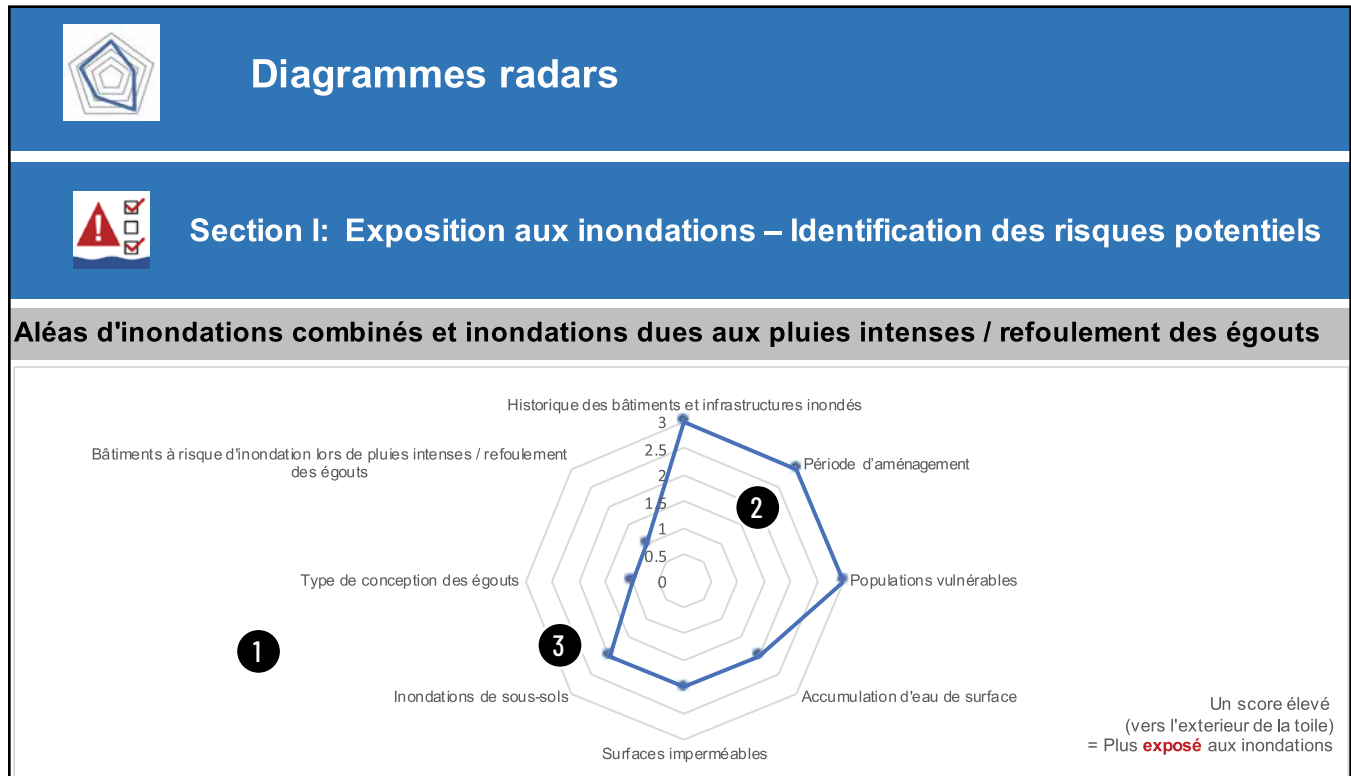 Diagrammes radars
Section I: Exposition aux inondations – Identification des risques potentiels
Aléas d'inondations combinés et inondations dues aux pluies intenses / refoulement des égouts
Historique des bâtiments et infrastructures inondés
Bâtiments à risque d'inondation lors de pluies intenses / refoulement
des égouts
Période d'aménagement
3
2.5
2
1.5
1
0.5
0
2
Type de conception des égouts
Populations vulnérables
1
3
Inondations de sous-sols
Accumulation d'eau de surface
Surfaces imperméables
Un score élevé
(vers l'exterieur de la toile)
= Plus exposé aux inondations